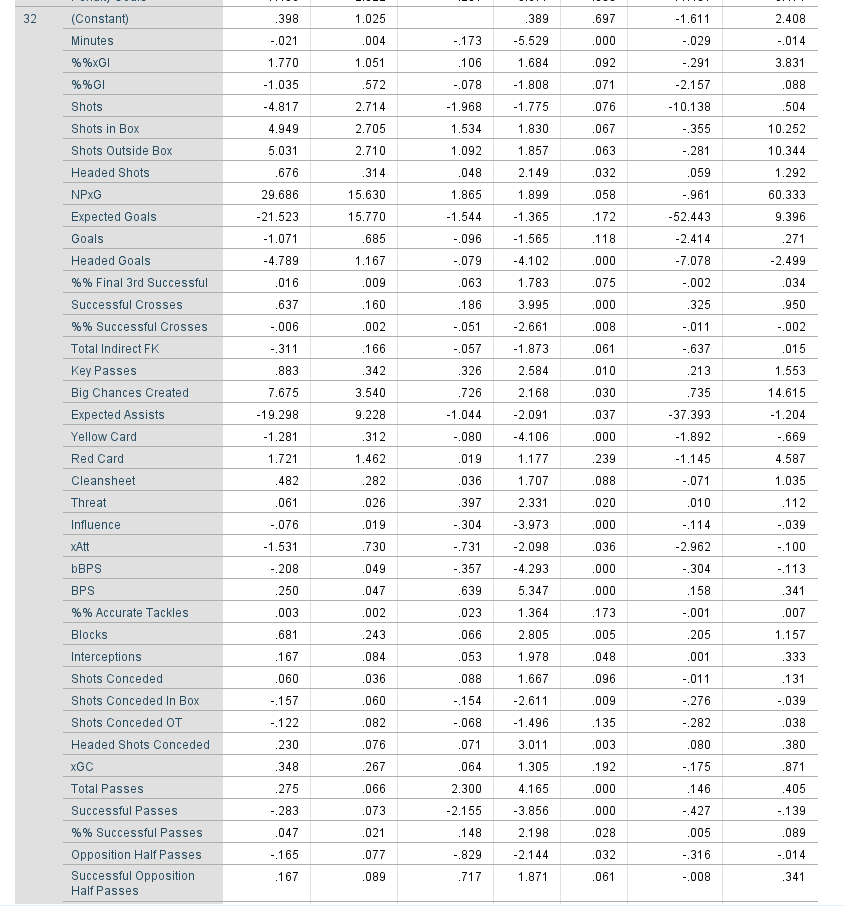 32 (Constant) .398 1.025 .389 .697 -1.611 2.408
Minutes -.021 .004 -.173 -5.529 .000 -.029 -.014
%%xGI 1.770 1.051 .106 1.684 .092 -.291 3.831
%%GI -1.035 .572 -.078 -1.808 .071 -2.157 .088
Shots -4.817 2.714 -1.968 -1.775 .076 -10.138 .504
Shots in Box 4.949 2.705 1.534 1.830 .067 -.355 10.252
Shots Outside Box 5.031 2.710 1.092 1.857 .063 -.281 10.344
Headed Shots .676 .314 .048 2.149 .032 .059 1.292
NPxG 29.686 15.630 1.865 1.899 .058 -.961 60.333
Expected Goals -21.523 15.770 -1.544 -1.365 .172 -52.443 9.396
Goals -1.071 .685 -.096 -1.565 .118 -2.414 .271
Headed Goals -4.789 1.167 -.079 -4.102 .000 -7.078 -2.499
%% Final 3rd Successful .016 .009 .063 1.783 .075 -.002 .034
Successful Crosses .637 .160 .186 3.995 .000 .325 .950
%% Successful Crosses -.006 .002 -.051 -2.661 .008 -.011 -.002
Total Indirect FK -.311 .166 -.057 -1.873 .061 -.637 .015
Key Passes .883 .342 .326 2.584 .010 .213 1.553
Big Chances Created 7.675 3.540 .726 2.168 .030 .735 14.615
Expected Assists -19.298 9.228 -1.044 -2.091 .037 -37.393 -1.204
Yellow Card -1.281 .312 -.080 -4.106 .000 -1.892 -.669
Red Card 1.721 1.462 .019 1.177 .239 -1.145 4.587
Cleansheet .482 .282 .036 1.707 .088 -.071 1.035
Threat .061 .026 .397 2.331 .020 .010 .112
Influence -.076 .019 -.304 -3.973 .000 -.114 -.039
xAtt -1.531 .730 -.731 -2.098 .036 -2.962 -.100
bBPS -.208 .049 -.357 -4.293 .000 -.304 -.113
BPS .250 .047 .639 5.347 .000 .158 .341
%% Accurate Tackles .003 .002 .023 1.364 .173 -.001 .007
Blocks .681 .243 .066 2.805 .005 .205 1.157
Interceptions .167 .084 .053 1.978 .048 .001 .333
Shots Conceded .060 .036 .088 1.667 .096 -.011 .131
Shots Conceded In Box -.157 .060 -.154 -2.611 .009 -.276 -.039
Shots Conceded OT -.122 .082 -.068 -1.496 .135 -.282 .038
Headed Shots Conceded .230 .076 .071 3.011 .003 .080 .380
xGC .348 .267 .064 1.305 .192 -.175 .871
Total Passes .275 .066 2.300 4.165 .000 .146 .405
Successful Passes -.283 .073 -2.155 -3.856 .000 -.427 -.139
%% Successful Passes .047 .021 .148 2.198 .028 .005 .089
Opposition Half Passes -.165 .077 -.829 -2.144 .032 -.316 -.014
Successful Opposition .167 .089 .717 1.871 .061 -.008 .341
Half Passes